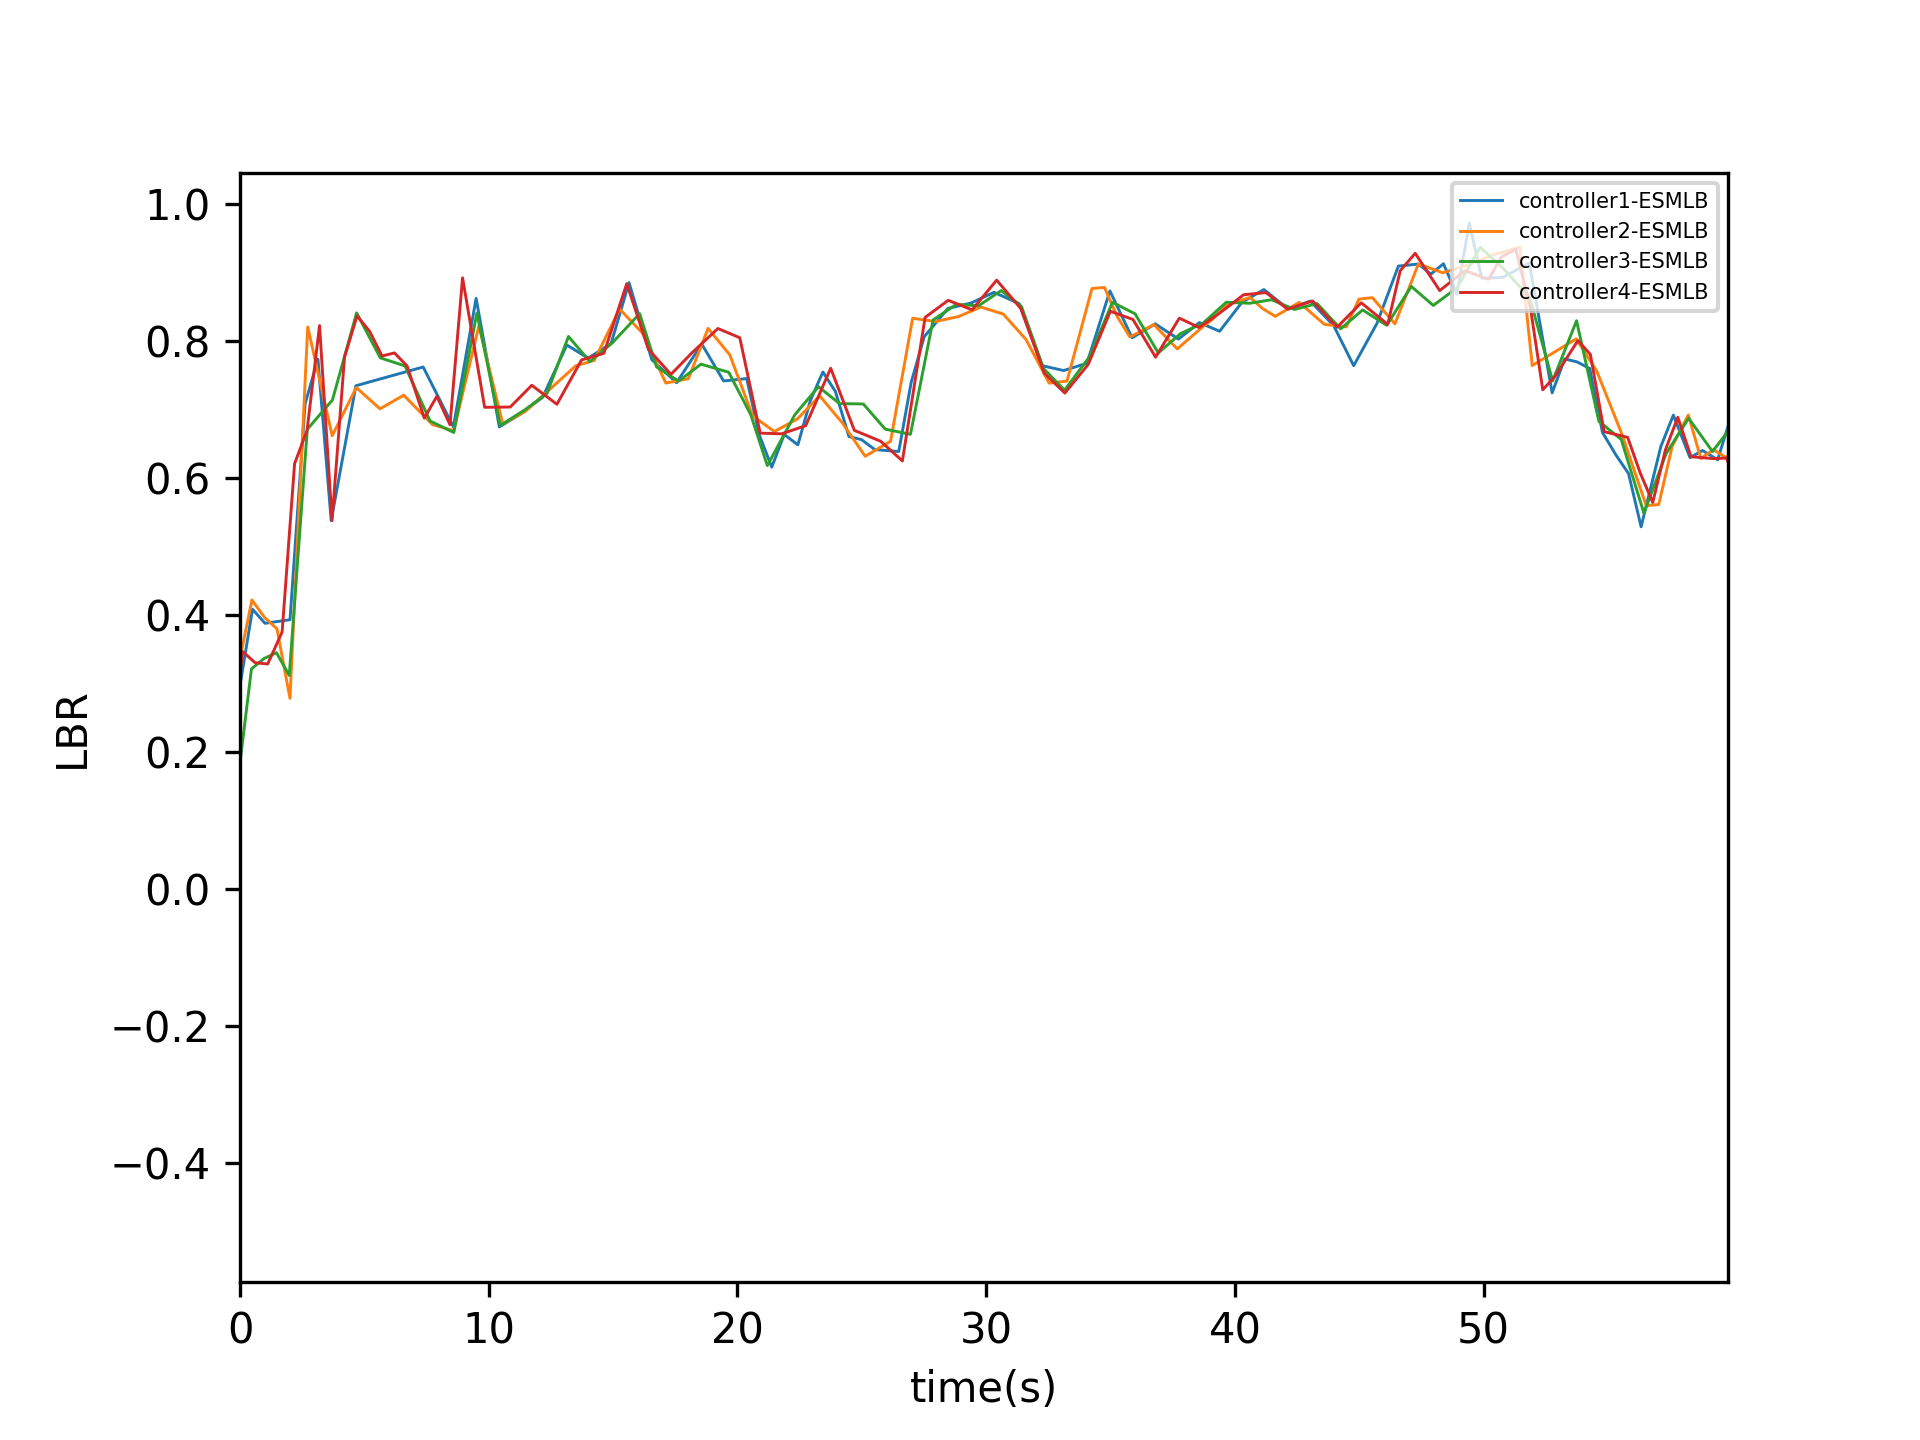 1.0
0.8
0.6
0.4
0.2
0.0
−0.2
−0.4
LBR
controller1-ESMLB
controller2-ESMLB
controller3-ESMLB
controller4-ESMLB
0 10 20 30 40 50
time(s)